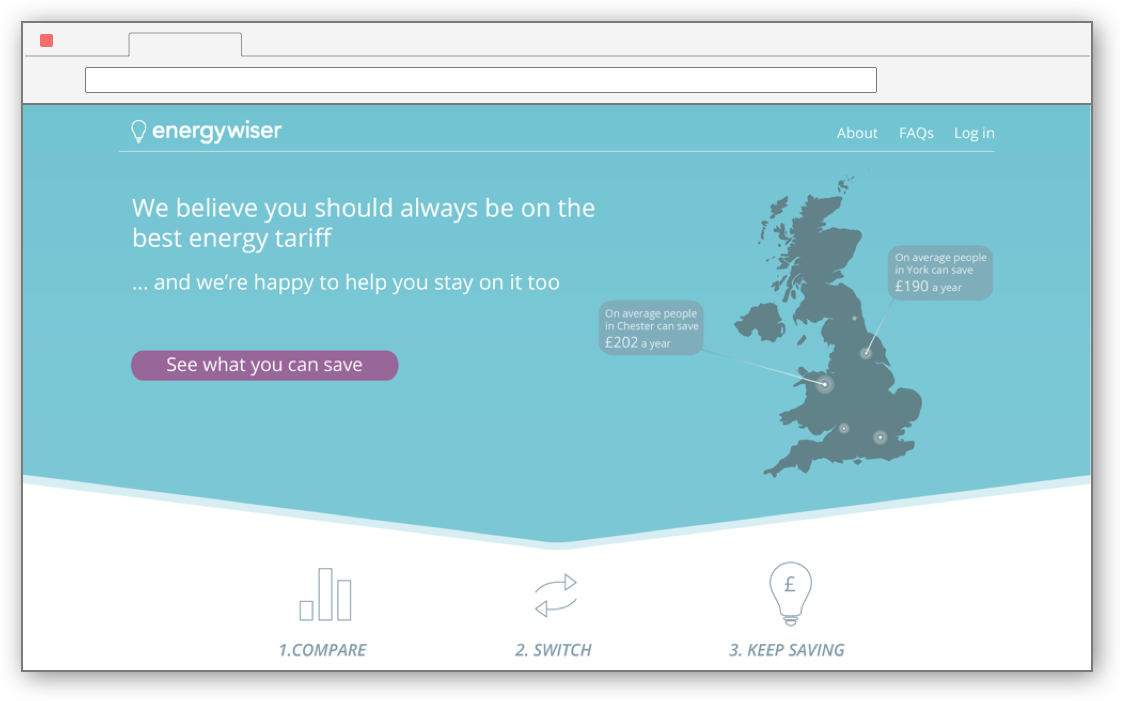 energywiser
About FAQs Log in
We believe you should always be on the
best energy tariff
... and we’re happy to help you stay on it too
See what you can save
On average people
in York can save
£190 a year
On average people
in Chester can save
£202 a year
£
1.COMPARE
2. SWITCH
3. KEEP SAVING